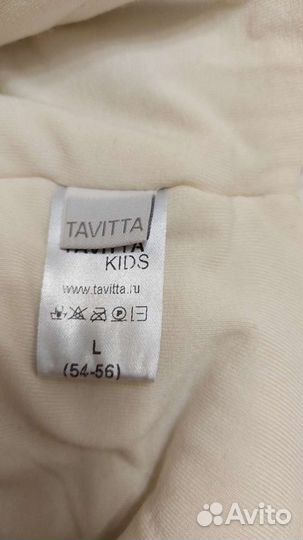 TAVITTA
TAVITTA
KIDS
www.tavitta.ru
L
(54-56)
Avito